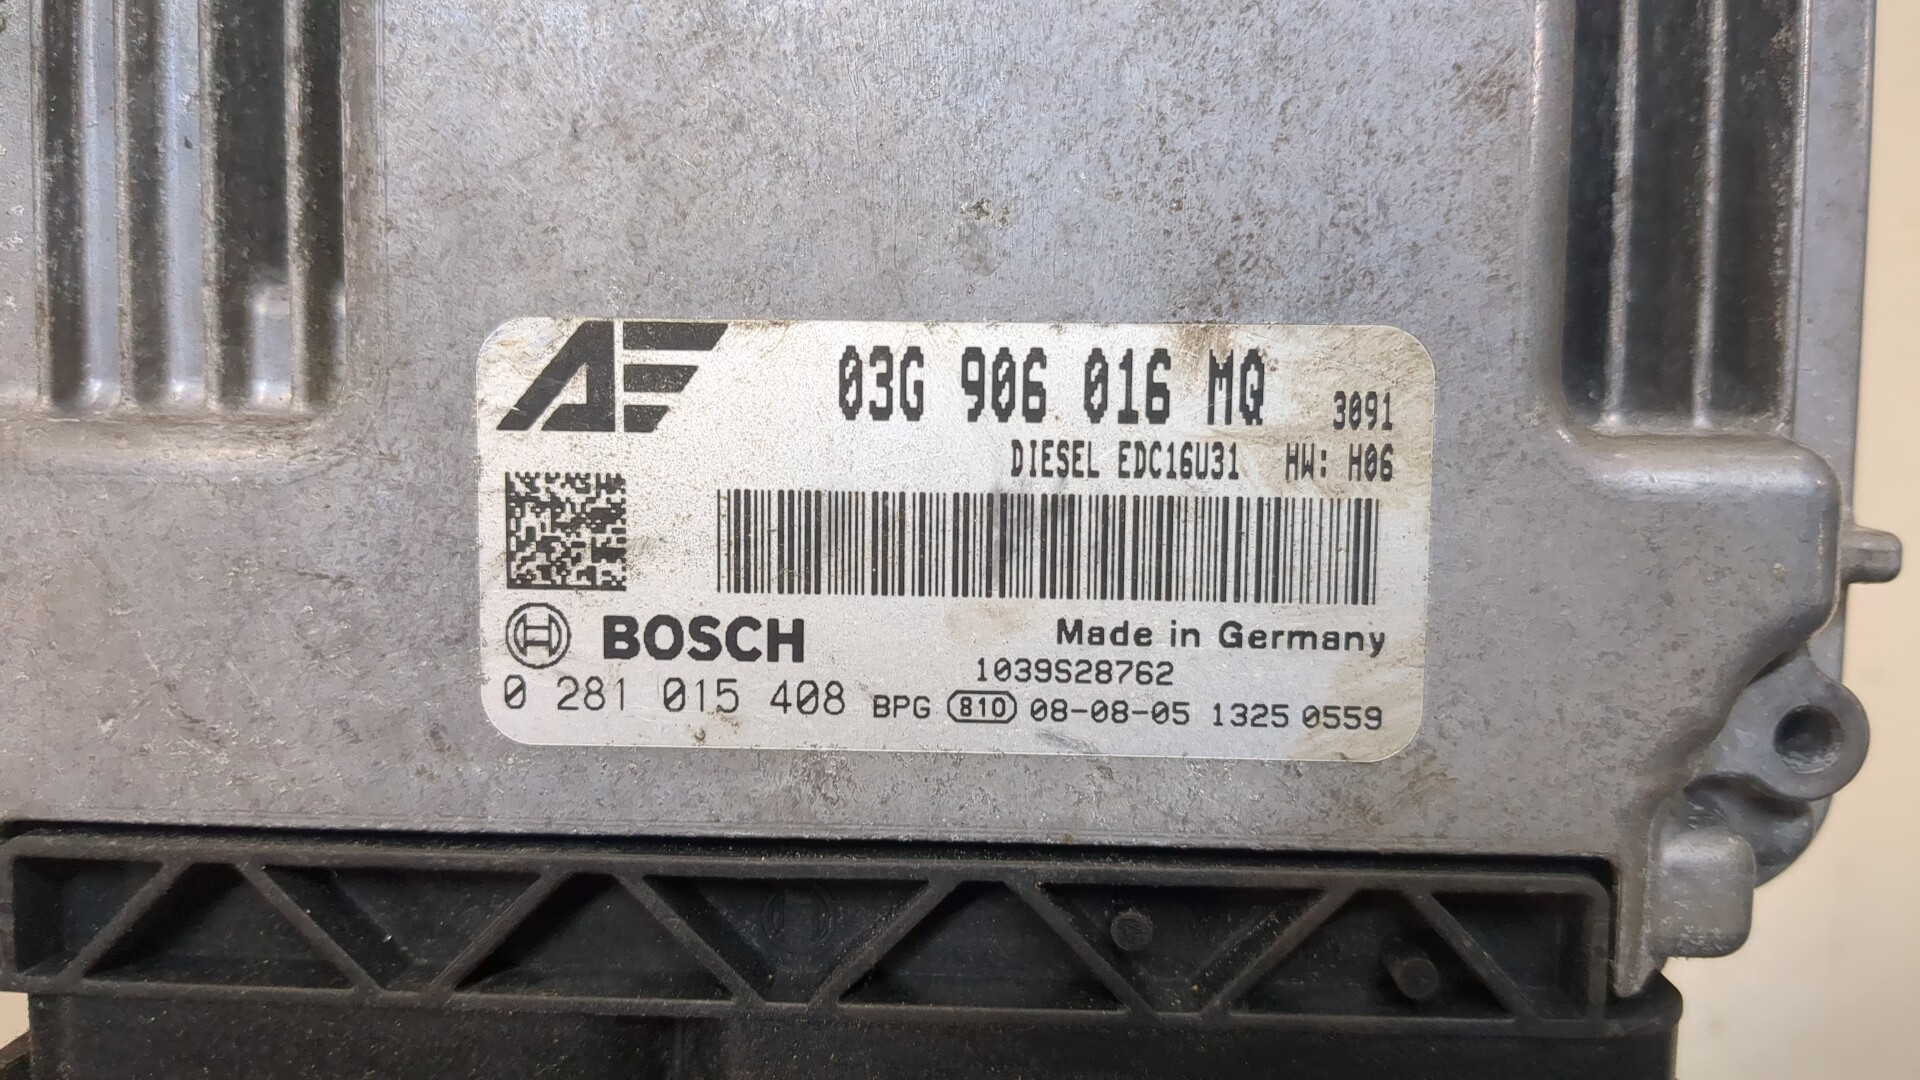 AF
03G 906 016 MQ 3091
DIESEL EDC16U31 HW: H06
BOSCH
Made in Germany
1039S28762
0 281 015 408 BPG 810 08-08-05 1325 0559